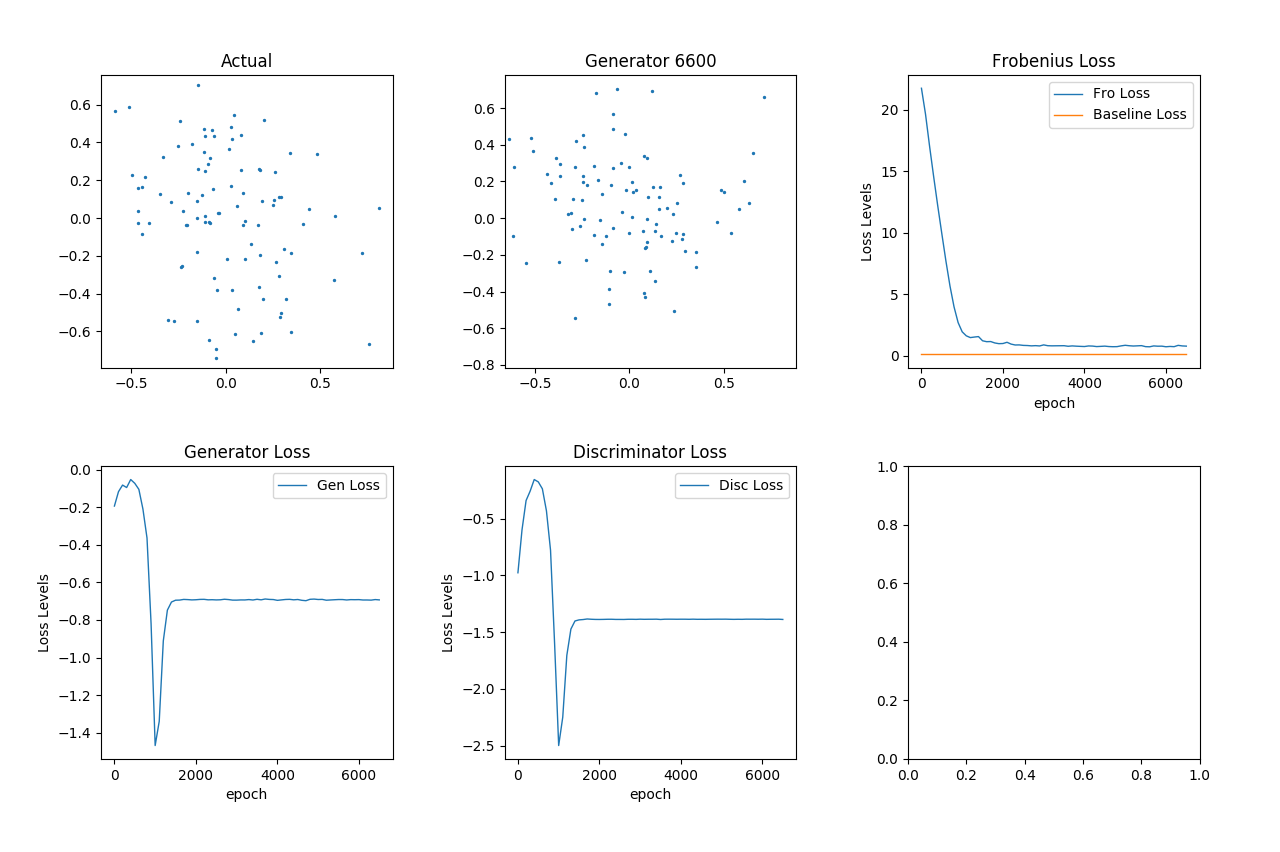 Actual
0.6
0.4
0.2
0.0
−0.2
−0.4
−0.6
−0.5 0.0 0.5
Generator 6600
0.6
0.4
0.2
0.0
−0.2
−0.4
−0.6
−0.8
−0.5 0.0 0.5
Frobenius Loss
Fro Loss
Baseline Loss
Loss Levels
20
15
10
5
0
0 2000 4000 6000
epoch
Generator Loss
Gen Loss
Loss Levels
0.0
−0.2
−0.4
−0.6
−0.8
−1.0
−1.2
−1.4
0 2000 4000 6000
epoch
Discriminator Loss
Disc Loss
Loss Levels
−0.5
−1.0
−1.5
−2.0
−2.5
0 2000 4000 6000
epoch
1.0
0.8
0.6
0.4
0.2
0.0
0.0 0.2 0.4 0.6 0.8 1.0